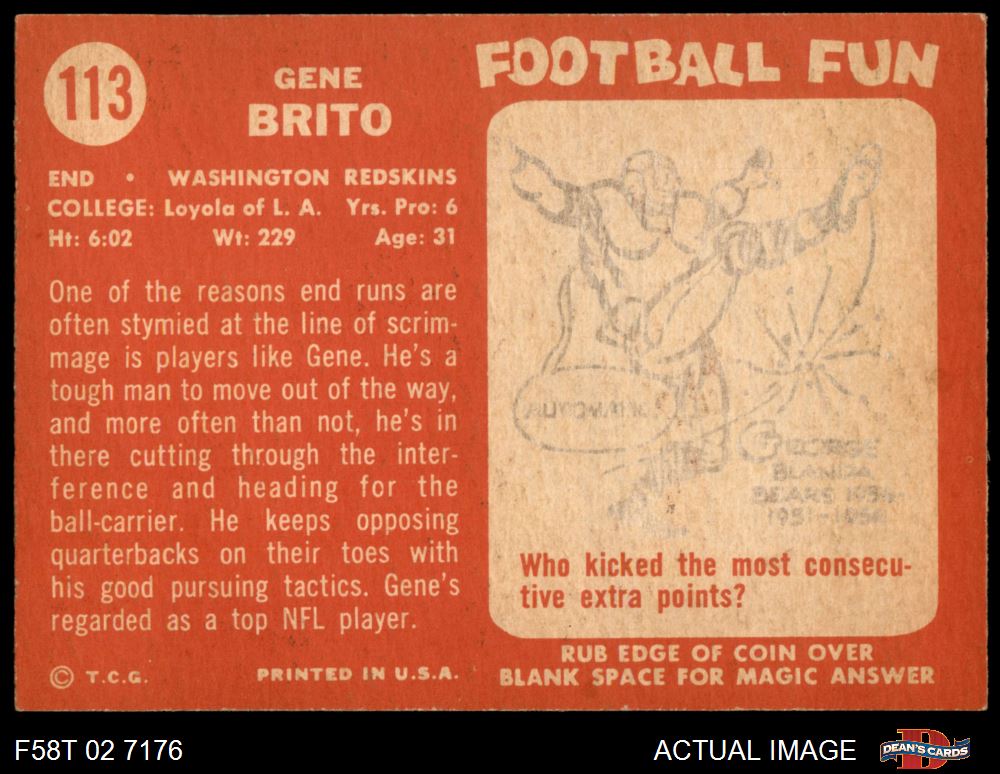 113
GENE
BRITO
END • WASHINGTON REDSKINS
COLLEGE: Loyola of L. A. Yrs. Pro: 6
Ht: 6:02 Wt: 229 Age: 31
One of the reasons end runs are
often stymied at the line of scrim-
mage is players like Gene. He's a
tough man to move out of the way,
and more often than not, he's in
there cutting through the inter-
ference and heading for the
ball-carrier. He keeps opposing
quarterbacks on their toes with
his good pursuing tactics. Gene's
regarded as a top NFL player.
© T.C.G. PRINTED IN U.S.A.
FOOTBALL FUN
AUTOMATIC
GEORGE
BLANDA
BEARS
1951-1956
Who kicked the most consecu-
tive extra points?
RUB EDGE OF COIN OVER
BLANK SPACE FOR MAGIC ANSWER
F58T 02 7176
ACTUAL IMAGE
DEAN'S CARDS